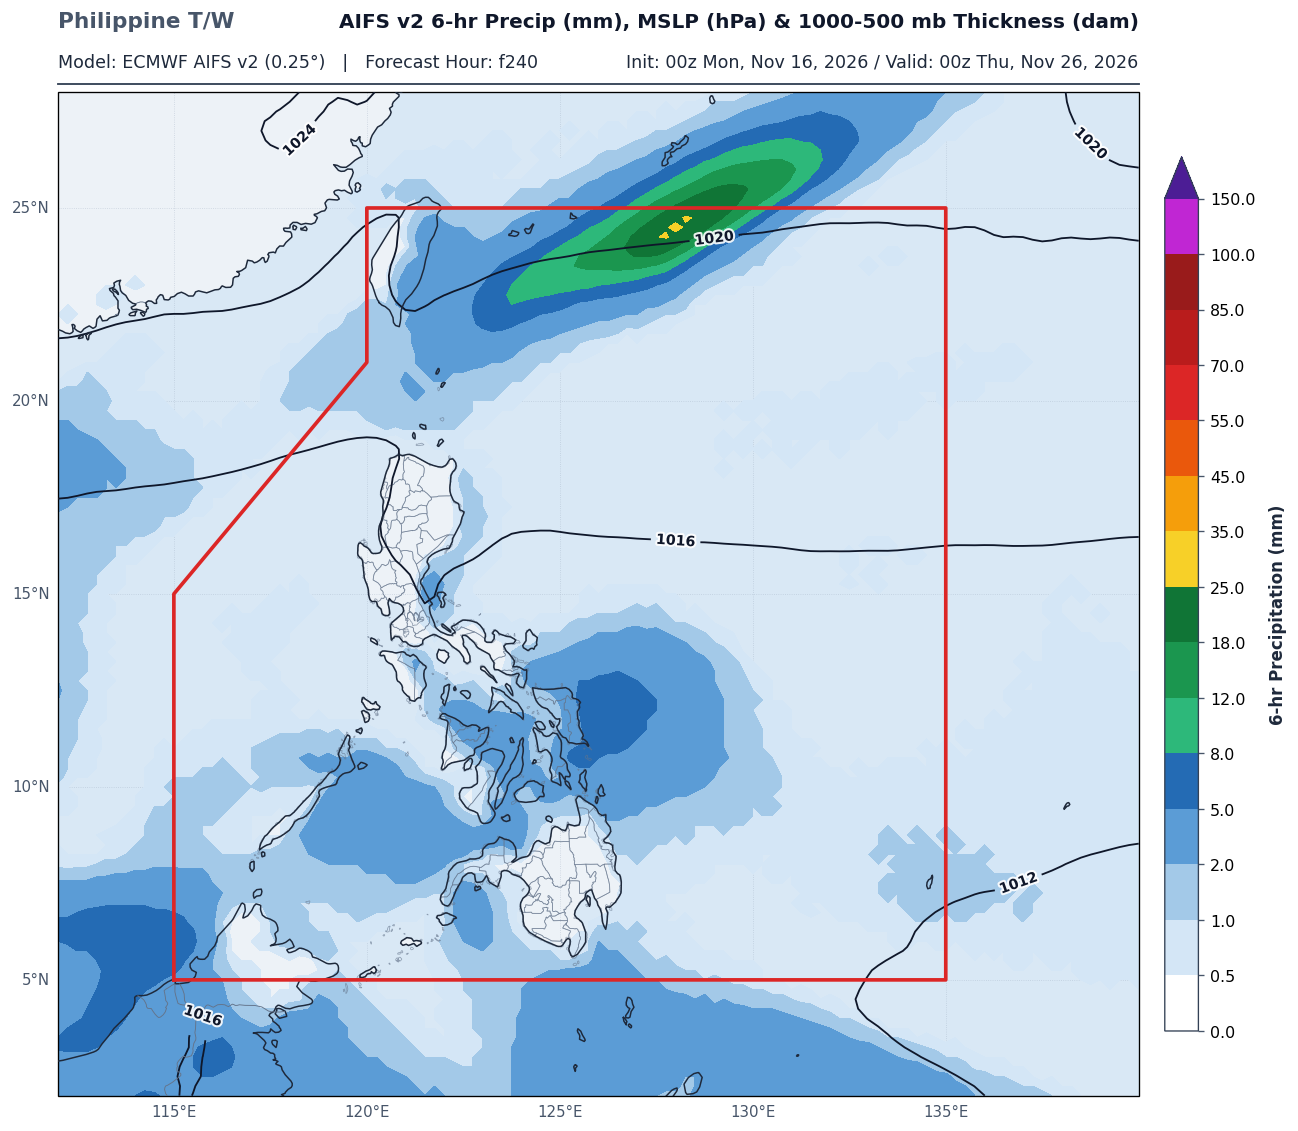 Philippine T/W
AIFS v2 6-hr Precip (mm), MSLP (hPa) & 1000-500 mb Thickness (dam)
Model: ECMWF AIFS v2 (0.25°) | Forecast Hour: f240
Init: 00z Mon, Nov 16, 2026 / Valid: 00z Thu, Nov 26, 2026
1024
1020
25°N
1020
20°N
1016
15°N
10°N
1012
5°N
1016
115°E
120°E
125°E
130°E
135°E
150.0
100.0
85.0
70.0
55.0
45.0
35.0
25.0
18.0
12.0
8.0
5.0
2.0
1.0
0.5
0.0
6-hr Precipitation (mm)